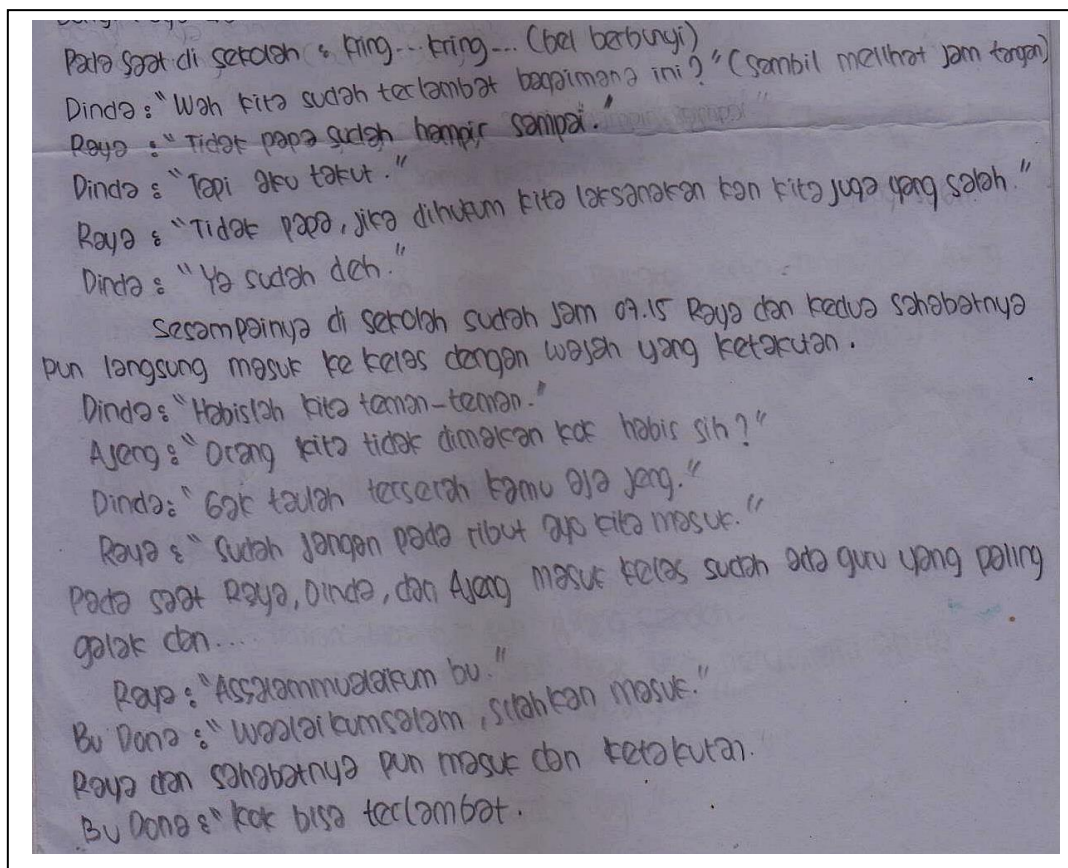 Pada saat di sekolah : kring... kring... (bel berbunyi)
Dinda : "Wah kita sudah terlambat bagaimana ini?" (sambil melihat jam tangan)
Raya : "Tidak papa sudah hampir sampai."
Dinda : "Tapi aku takut."
Raya : "Tidak papa, jika dihukum kita laksanakan kan kita juga yang salah."
Dinda : "Ya sudah deh."
Sesampainya di sekolah sudah jam 07.15 Raya dan kedua sahabatnya
pun langsung masuk ke kelas dengan wajah yang ketakutan.
Dinda : "Habislah kita teman-teman."
Ajeng : "Orang kita tidak dimakan kok habis sih?"
Dinda : "Gak taulah terserah kamu aja jeng."
Raya : "Sudah jangan pada ribut ayo kita masuk."
Pada saat Raya, Dinda, dan Ajeng masuk kelas sudah ada guru yang paling
galak dan...
Raya : "Assalammualaikum bu."
Bu Dona : "Waalaikumsalam, silahkan masuk."
Raya dan sahabatnya pun masuk dan ketakutan.
Bu Dona : "kok bisa terlambat.